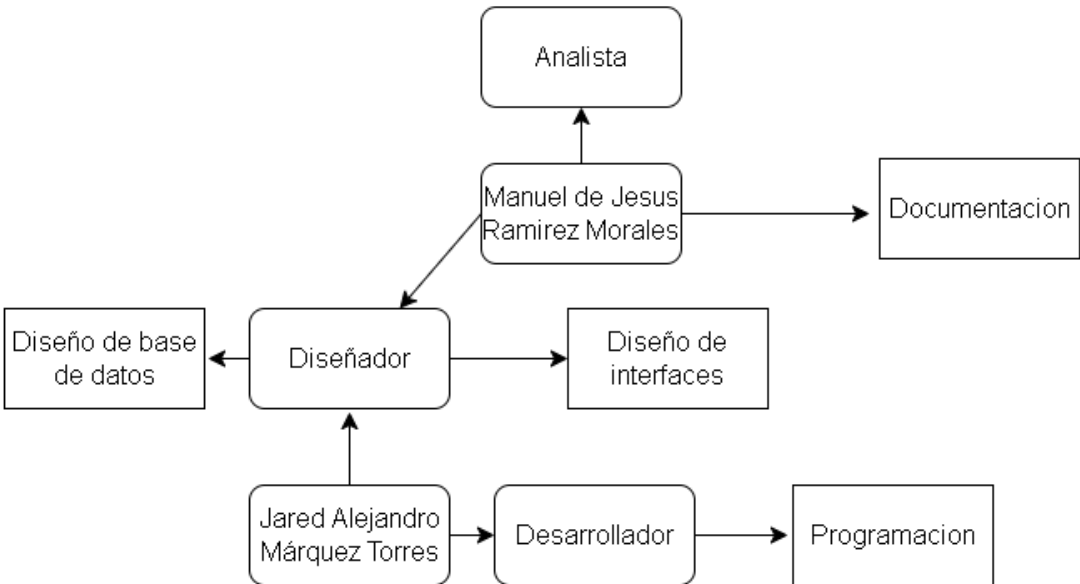 Analista
Manuel de Jesus
Ramirez Morales
Documentacion
Diseño de base
de datos
Diseñador
Diseño de
interfaces
Jared Alejandro
Márquez Torres
Desarrollador
Programacion